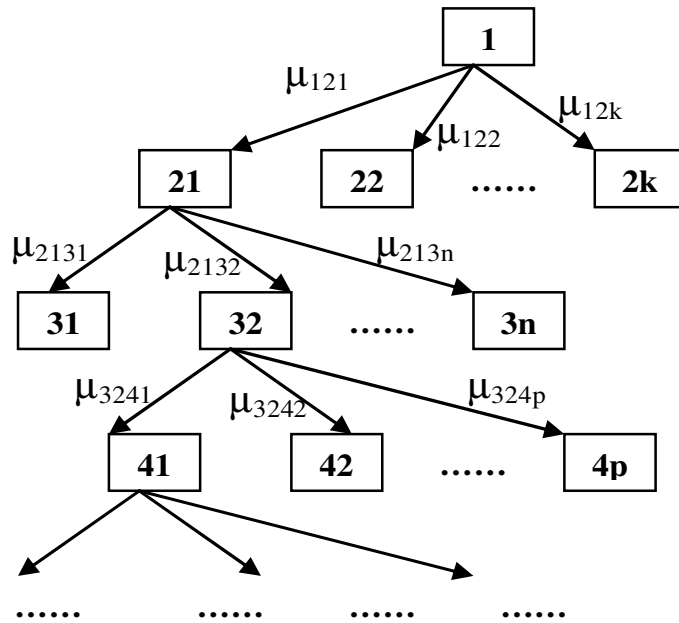 1
μ121 μ122 μ12k
21 22 ...... 2k
μ2131 μ2132 μ213n
31 32 ...... 3n
μ3241 μ3242 μ324p
41 42 ...... 4p
...... ...... ...... ......